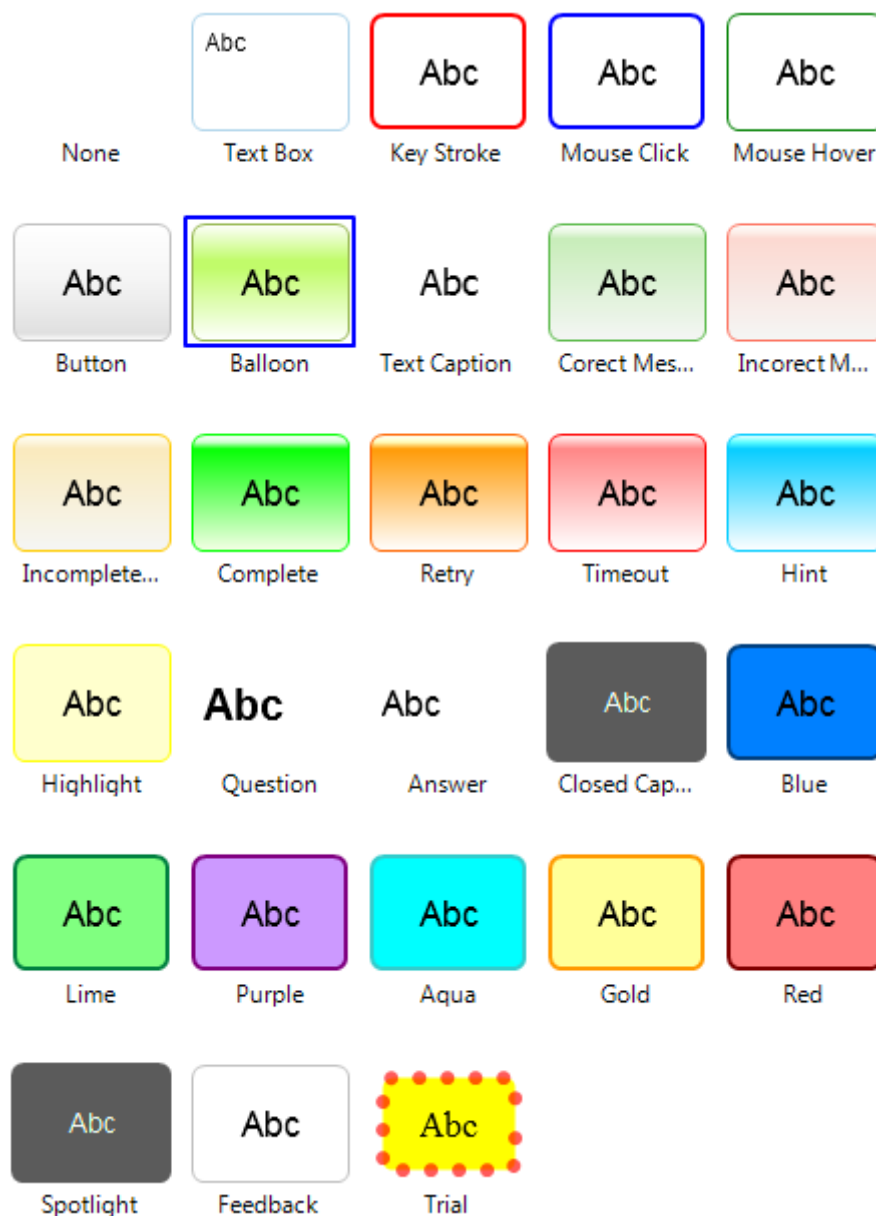 Abc Abc Abc Abc
None Text Box Key Stroke Mouse Click Mouse Hover
Abc Abc Abc Abc Abc
Button Balloon Text Caption Corect Mes... Incorect M...
Abc Abc Abc Abc Abc
Incomplete... Complete Retry Timeout Hint
Abc Abc Abc Abc Abc
Highlight Question Answer Closed Cap... Blue
Abc Abc Abc Abc Abc
Lime Purple Aqua Gold Red
Abc Abc Abc
Spotlight Feedback Trial